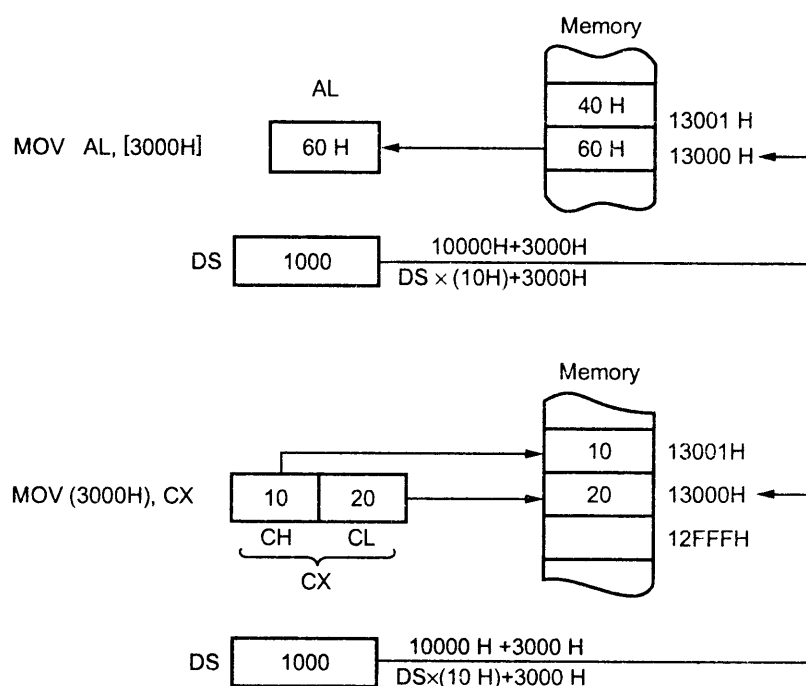 Memory
AL
40 H
13001 H
MOV AL, [3000H]
60 H
60 H
13000 H
DS
1000
10000H+3000H
DS × (10H)+3000H
Memory
10
13001H
MOV (3000H), CX
10
20
20
13000H
CH
CL
12FFFH
CX
DS
1000
10000 H +3000 H
DS×(10 H)+3000 H